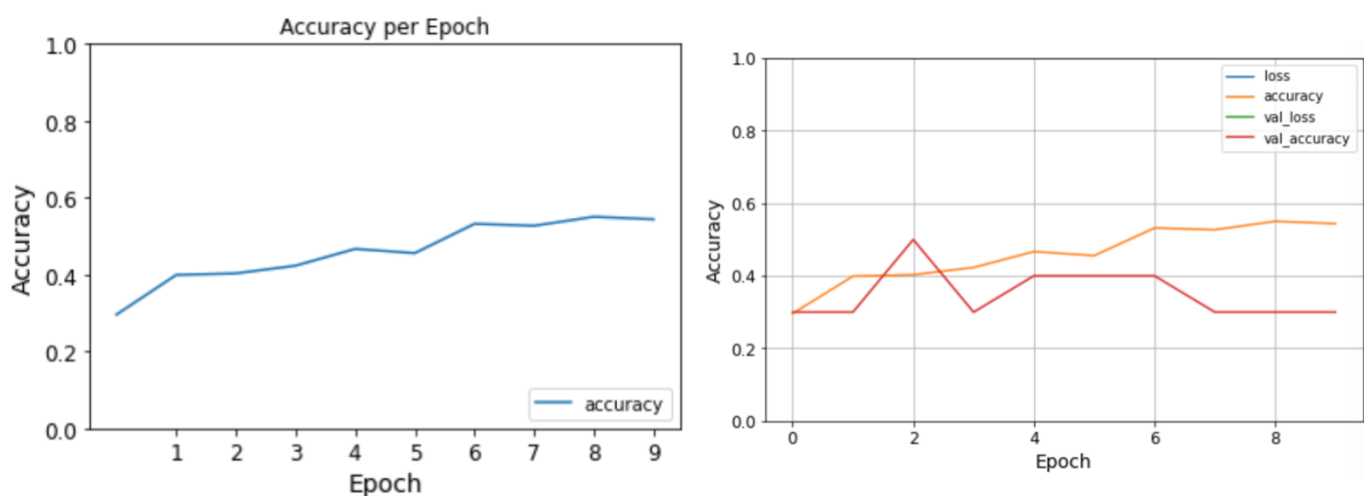 Accuracy per Epoch
1.0
0.8
0.6
0.4
0.2
0.0
Accuracy
1 2 3 4 5 6 7 8 9
Epoch
accuracy
1.0
0.8
0.6
0.4
0.2
0.0
Accuracy
0 2 4 6 8
Epoch
loss
accuracy
val_loss
val_accuracy